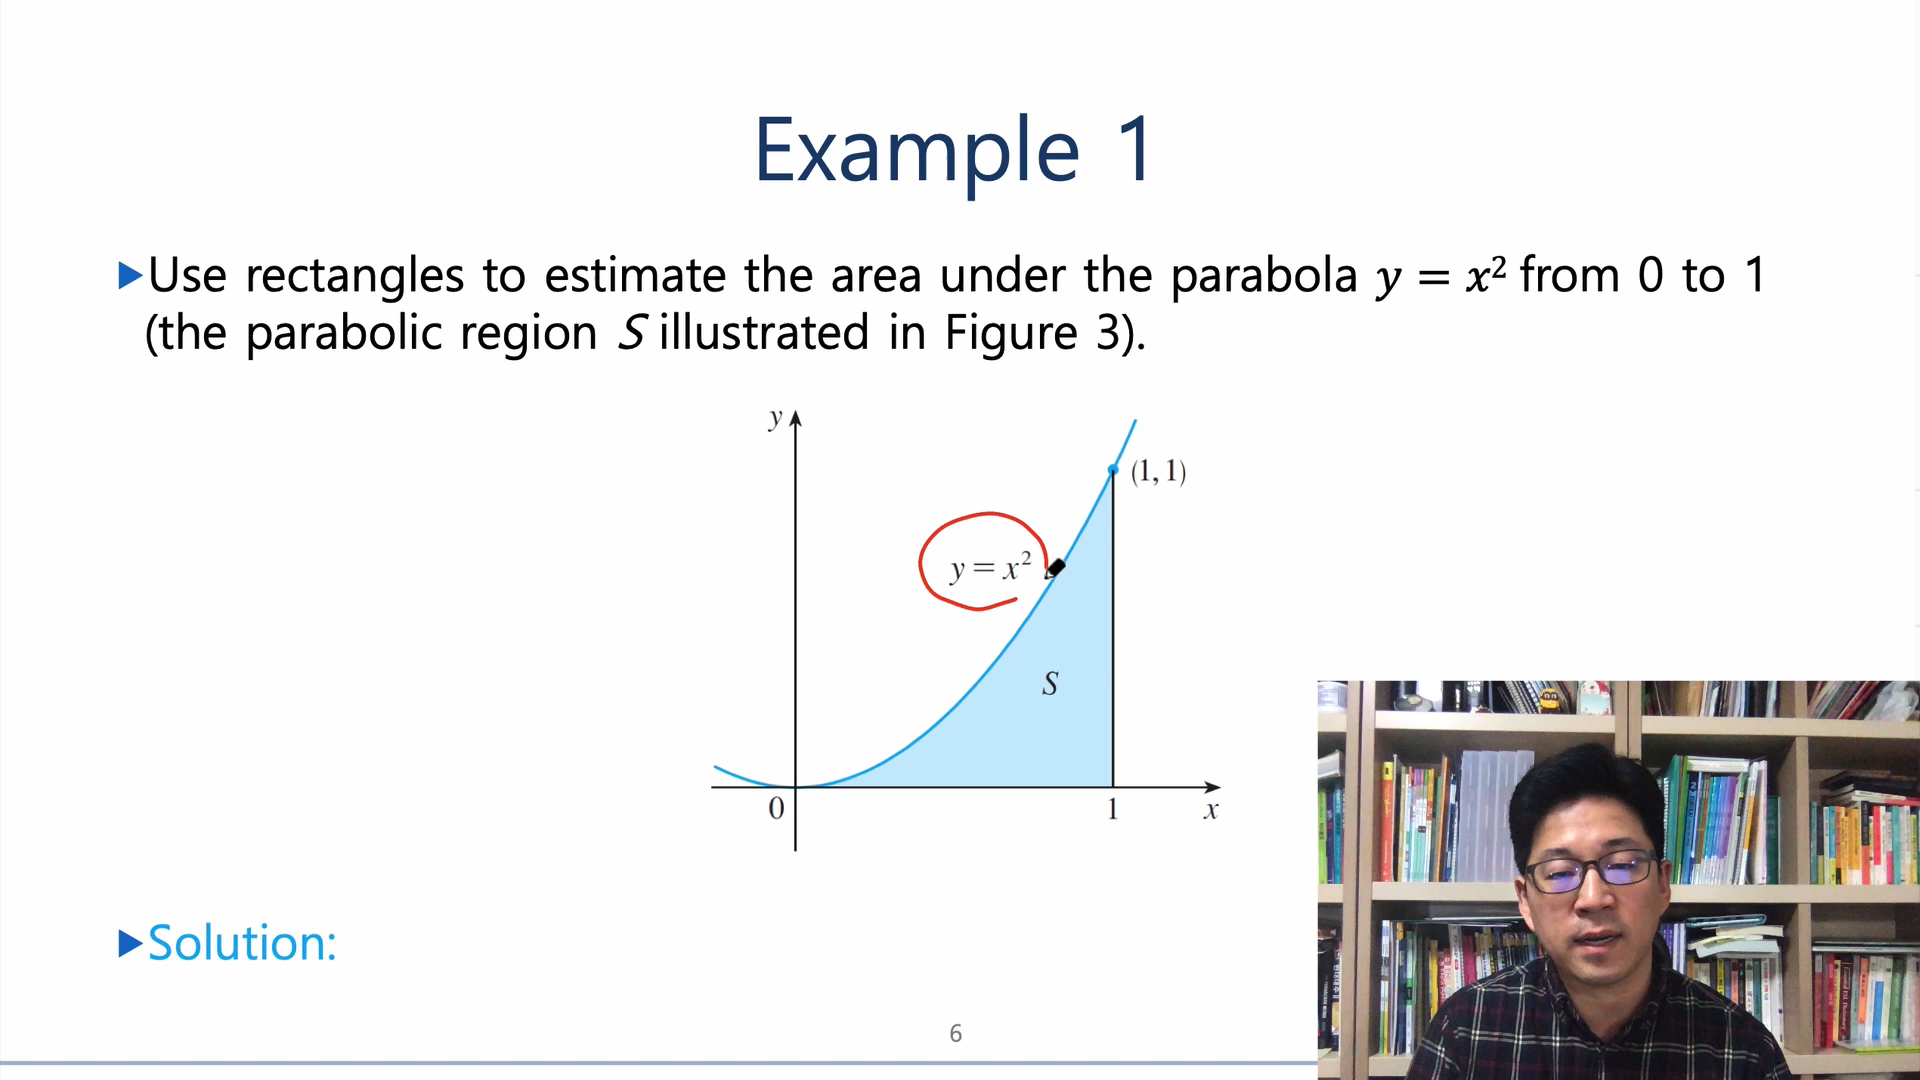 Example 1
Use rectangles to estimate the area under the parabola y = x² from 0 to 1
(the parabolic region S illustrated in Figure 3).
y
(1, 1)
y = x²
S
0
1
x
Solution:
6